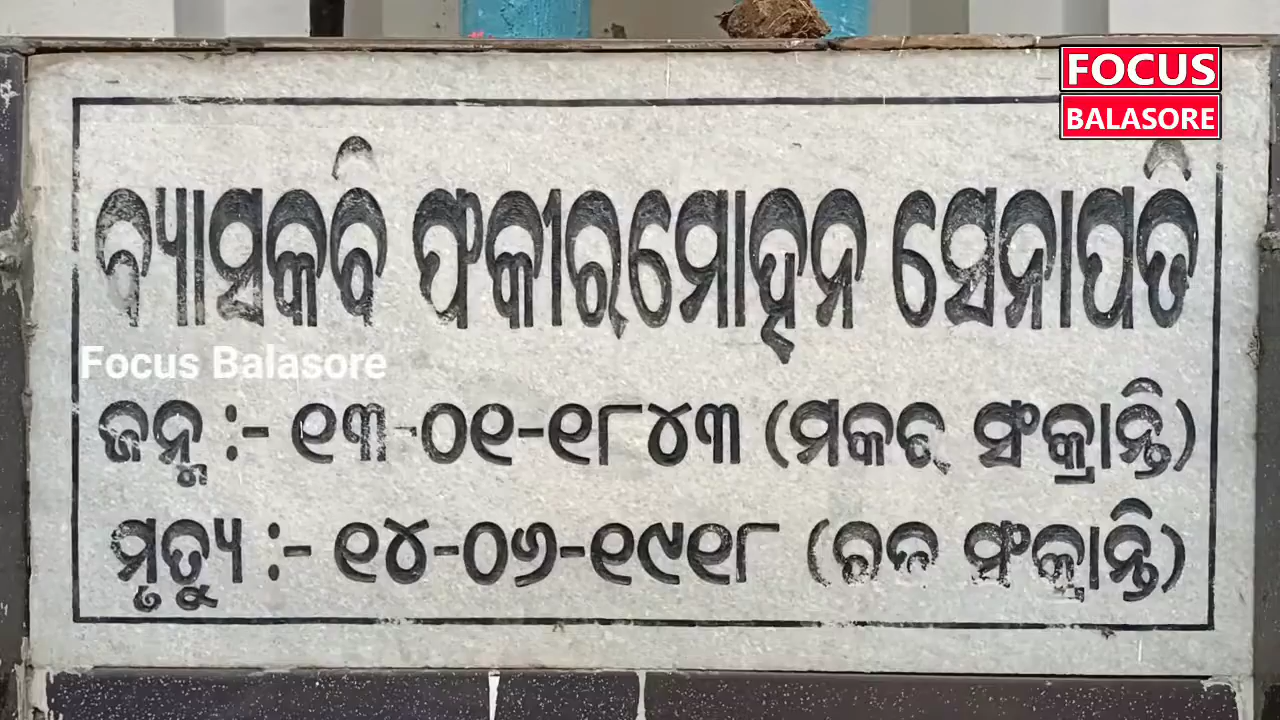 FOCUS
BALASORE
ବ୍ୟାସକବି ଫକୀରମୋହନ ସେନାପତି
Focus Balasore
ଜନ୍ମ :- ୧୩-୦୧-୧୮୪୩ (ମକର ସଂକ୍ରାନ୍ତି)
ମୃତ୍ୟୁ :- ୧୪-୦୬-୧୯୧୮ (ରଜ ସଂକ୍ରାନ୍ତି)